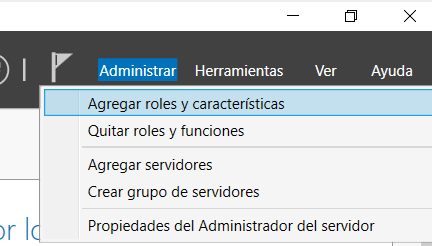 Administrar Herramientas Ver Ayuda
Agregar roles y características
Quitar roles y funciones
Agregar servidores
Crear grupo de servidores
Propiedades del Administrador del servidor